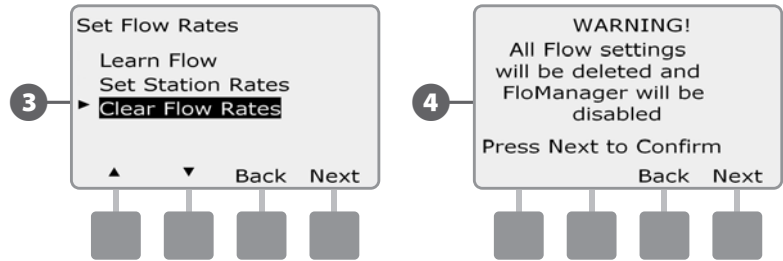 3
Set Flow Rates
Learn Flow
Set Station Rates
► Clear Flow Rates
▲ ▼ Back Next
4
WARNING!
All Flow settings
will be deleted and
FloManager will be
disabled
Press Next to Confirm
Back Next